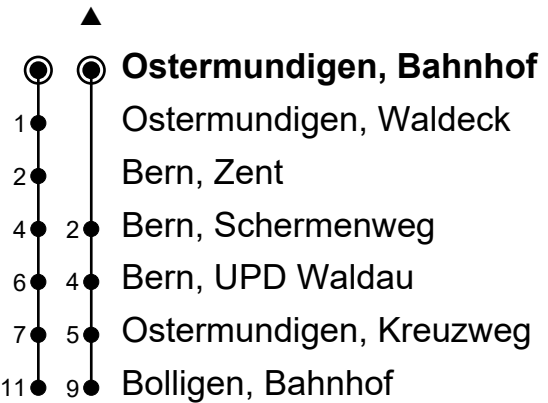 ▲
Ostermundigen, Bahnhof
1 Ostermundigen, Waldeck
2 Bern, Zent
4 2 Bern, Schermenweg
6 4 Bern, UPD Waldau
7 5 Ostermundigen, Kreuzweg
11 9 Bolligen, Bahnhof